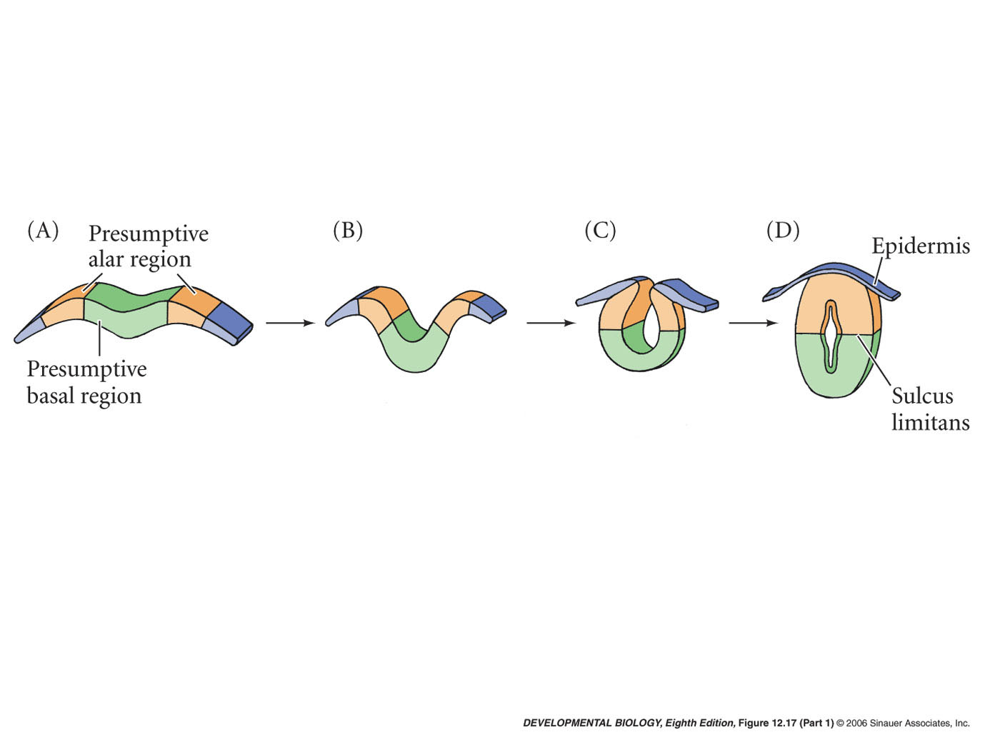 (A)
Presumptive
alar region
Presumptive
basal region
(B)
(C)
(D)
Epidermis
Sulcus
limitans
DEVELOPMENTAL BIOLOGY, Eighth Edition, Figure 12.17 (Part 1) © 2006 Sinauer Associates, Inc.